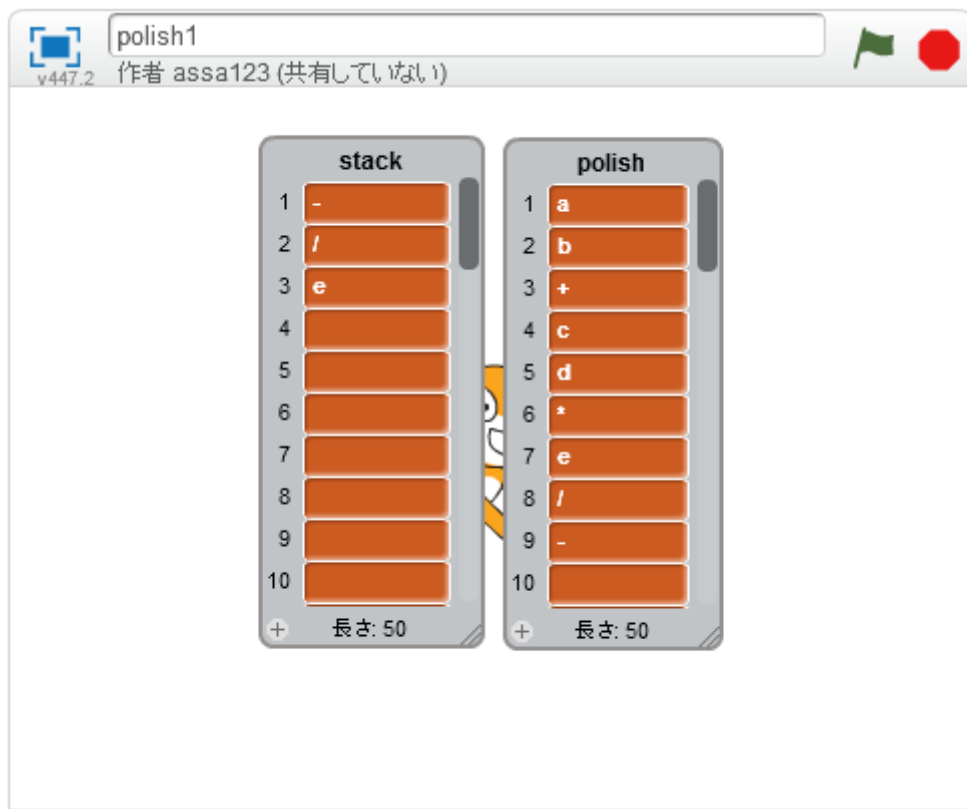 polish1
v447.2
作者 assa123 (共有していない)
stack
1 -
2 /
3 e
4
5
6
7
8
9
10
+ 長さ: 50
polish
1 a
2 b
3 +
4 c
5 d
6 *
7 e
8 /
9 -
10
+ 長さ: 50